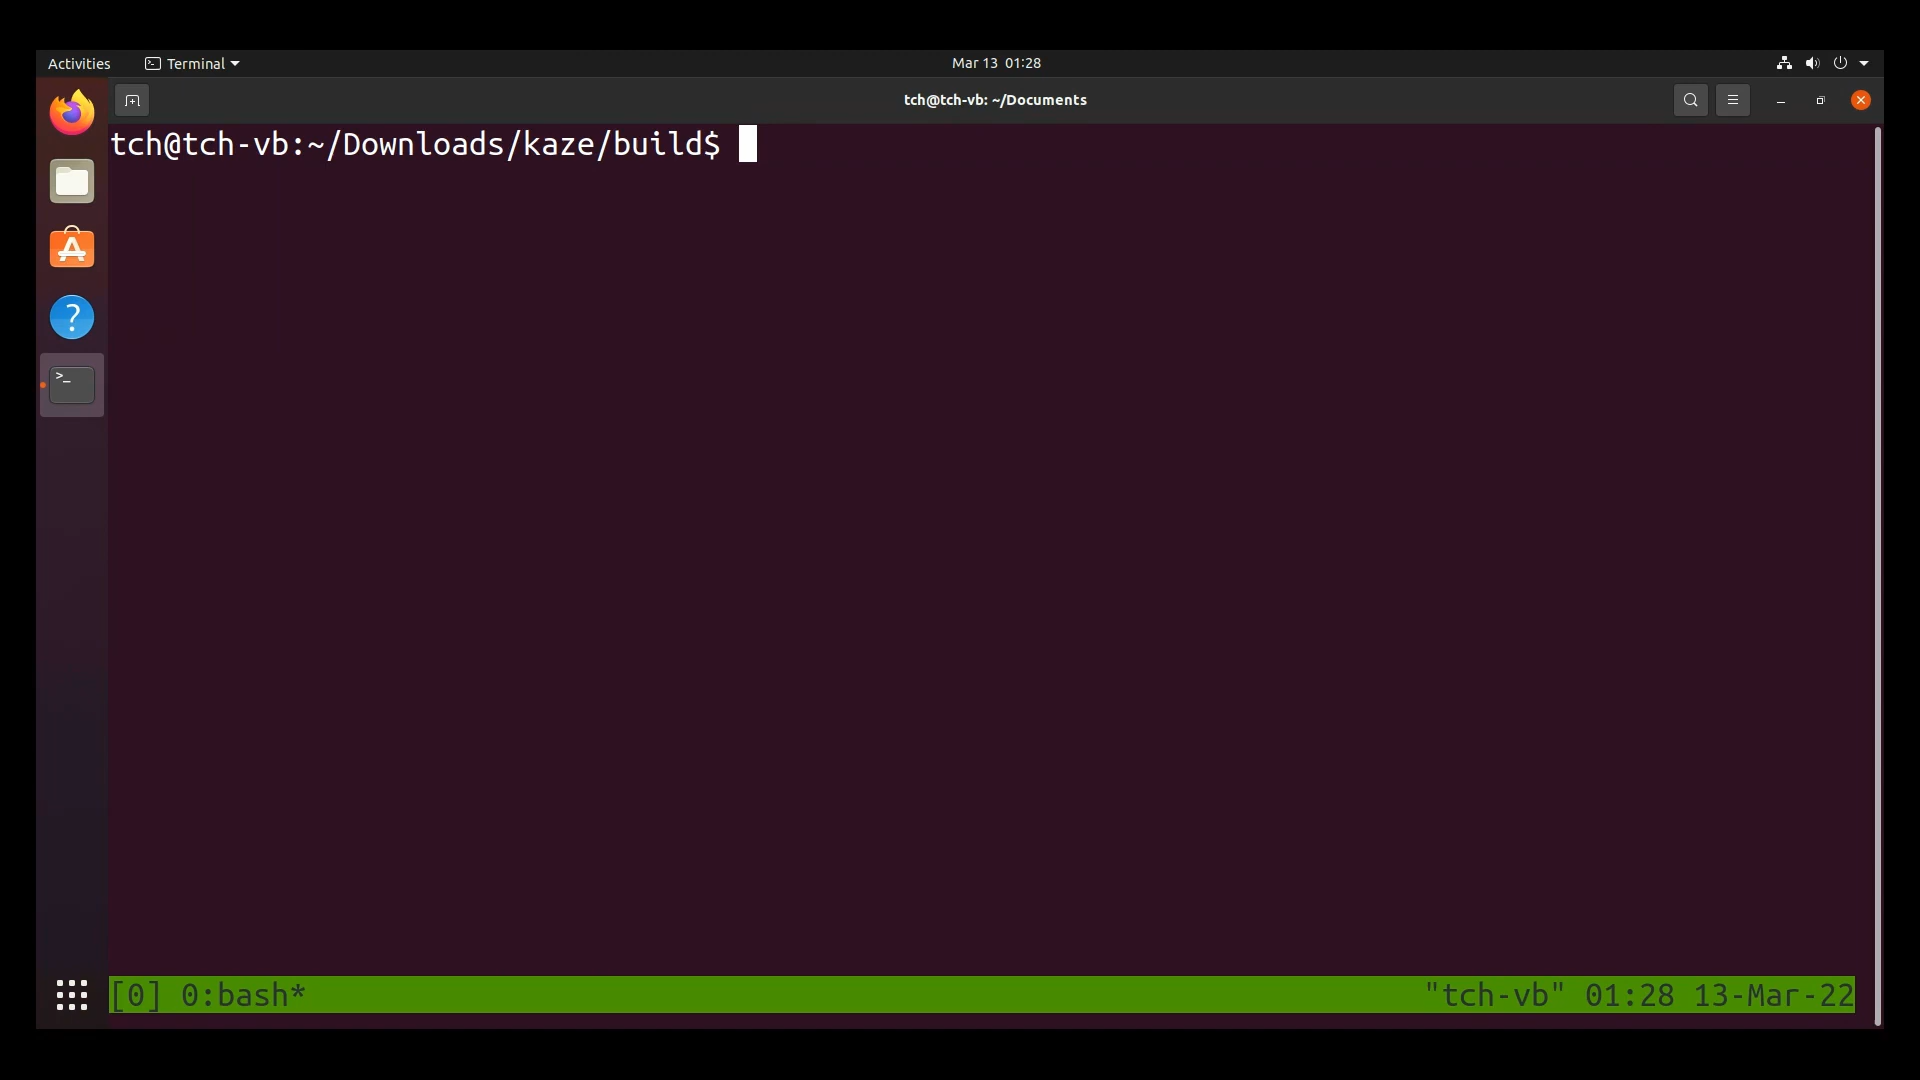 Activities
Terminal
Mar 13 01:28
tch@tch-vb: ~/Documents
tch@tch-vb:~/Downloads/kaze/build$
[0] 0:bash*
"tch-vb" 01:28 13-Mar-22